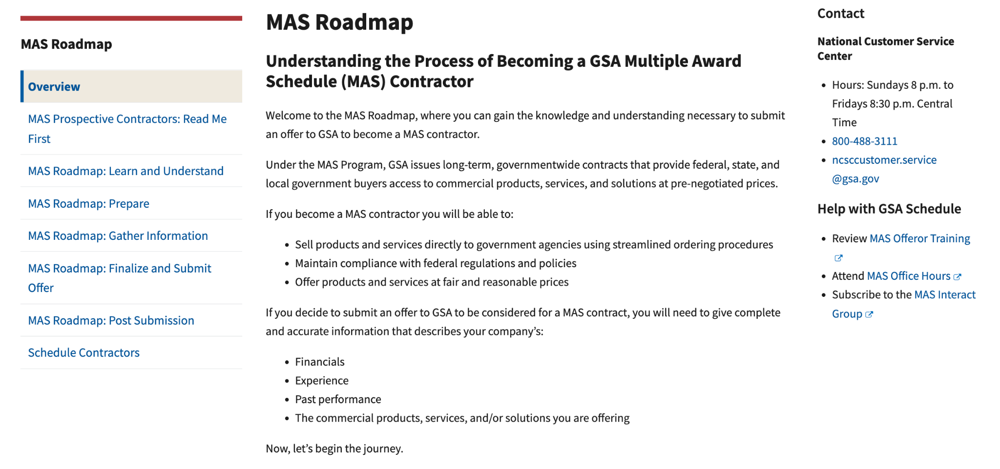 MAS Roadmap
Overview
MAS Prospective Contractors: Read Me
First
MAS Roadmap: Learn and Understand
MAS Roadmap: Prepare
MAS Roadmap: Gather Information
MAS Roadmap: Finalize and Submit
Offer
MAS Roadmap: Post Submission
Schedule Contractors
MAS Roadmap
Understanding the Process of Becoming a GSA Multiple Award
Schedule (MAS) Contractor
Welcome to the MAS Roadmap, where you can gain the knowledge and understanding necessary to submit
an offer to GSA to become a MAS contractor.
Under the MAS Program, GSA issues long-term, governmentwide contracts that provide federal, state, and
local government buyers access to commercial products, services, and solutions at pre-negotiated prices.
If you become a MAS contractor you will be able to:
• Sell products and services directly to government agencies using streamlined ordering procedures
• Maintain compliance with federal regulations and policies
• Offer products and services at fair and reasonable prices
If you decide to submit an offer to GSA to be considered for a MAS contract, you will need to give complete
and accurate information that describes your company’s:
• Financials
• Experience
• Past performance
• The commercial products, services, and/or solutions you are offering
Now, let’s begin the journey.
Contact
National Customer Service
Center
• Hours: Sundays 8 p.m. to
Fridays 8:30 p.m. Central
Time
• 800-488-3111
• ncsccustomer.service
@gsa.gov
Help with GSA Schedule
• Review MAS Offeror Training
• Attend MAS Office Hours
• Subscribe to the MAS Interact
Group